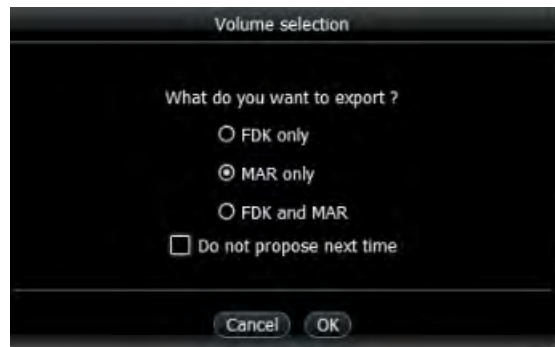 Volume selection
What do you want to export ?
FDK only
MAR only
FDK and MAR
Do not propose next time
Cancel OK